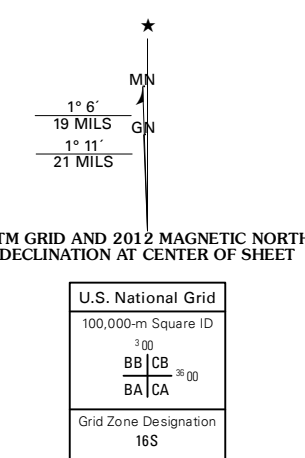 ★
MN
1° 6´
19 MILS
GN
1° 11´
21 MILS
TM GRID AND 2012 MAGNETIC NORTH
DECLINATION AT CENTER OF SHEET
U.S. National Grid
100,000-m Square ID
3 00
BB CB
36 00
BA CA
Grid Zone Designation
16S